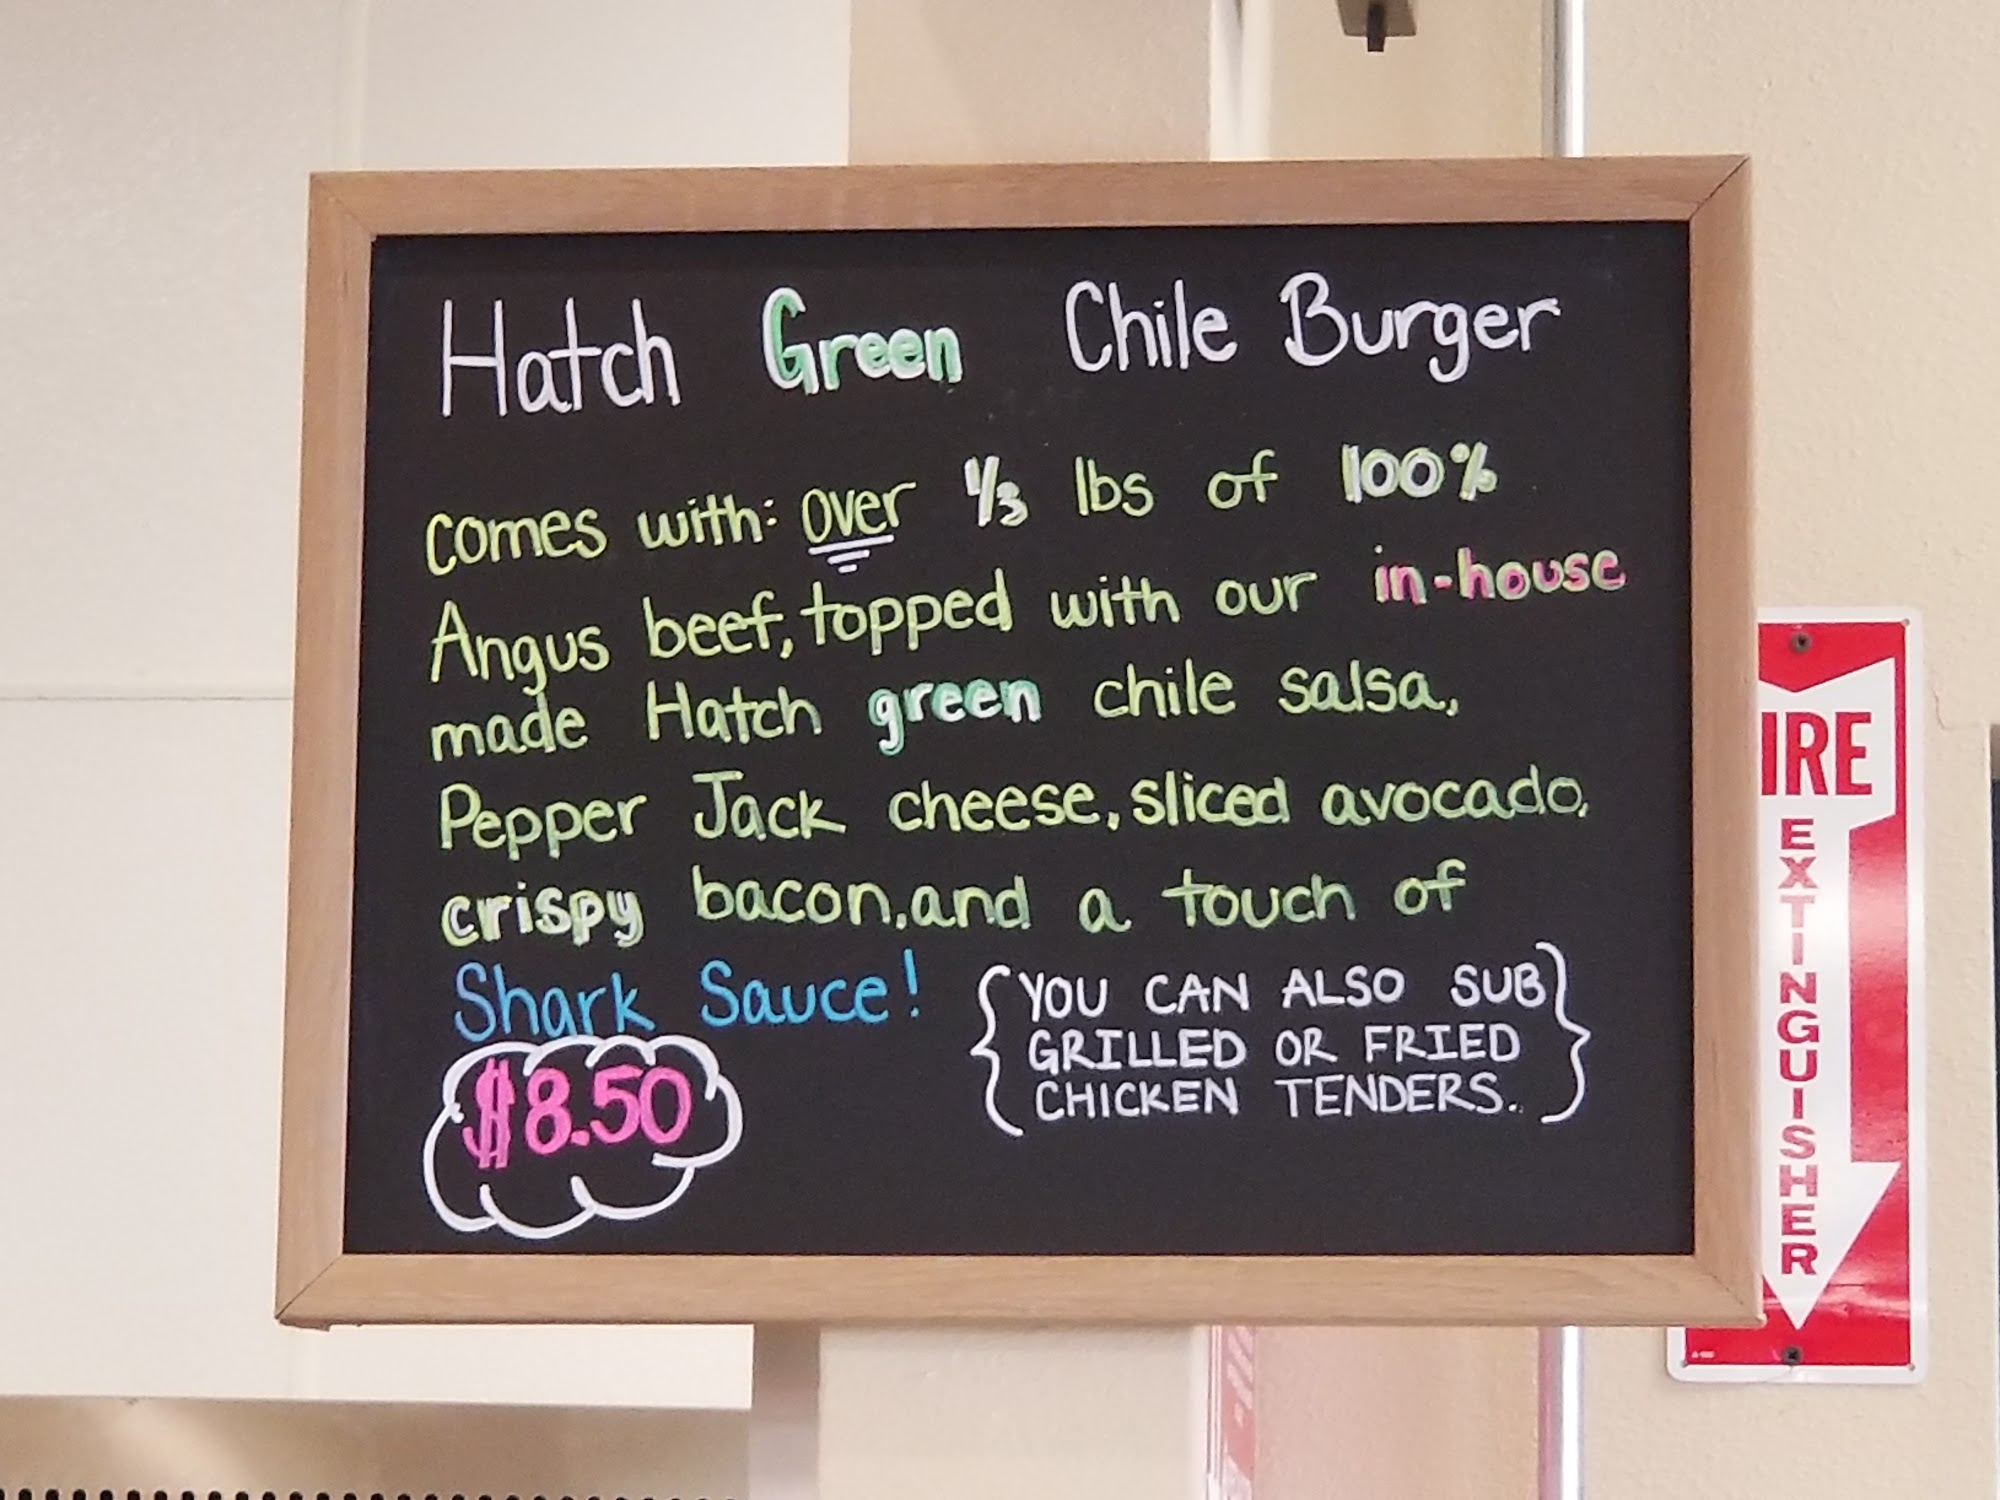 Hatch Green Chile Burger
comes with: over 1/3 lbs of 100%
Angus beef, topped with our in-house
made Hatch green chile salsa,
Pepper Jack cheese, sliced avocado,
crispy bacon, and a touch of
Shark Sauce!
$8.50
{YOU CAN ALSO SUB
GRILLED OR FRIED
CHICKEN TENDERS.}
IRE
EXTINGUISHER